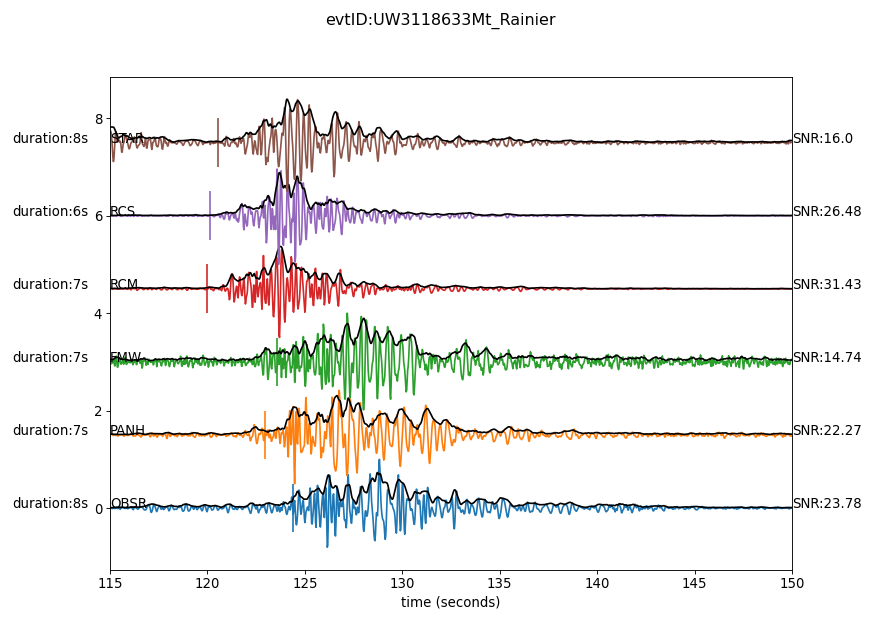 evtID:UW3118633Mt_Rainier
8
duration:8s STAR SNR:16.0
duration:6s RCS SNR:26.48
6
duration:7s RCM SNR:31.43
4
duration:7s FMW SNR:14.74
2
duration:7s PANH SNR:22.27
duration:8s OBSR SNR:23.78
0
115 120 125 130 135 140 145 150
time (seconds)